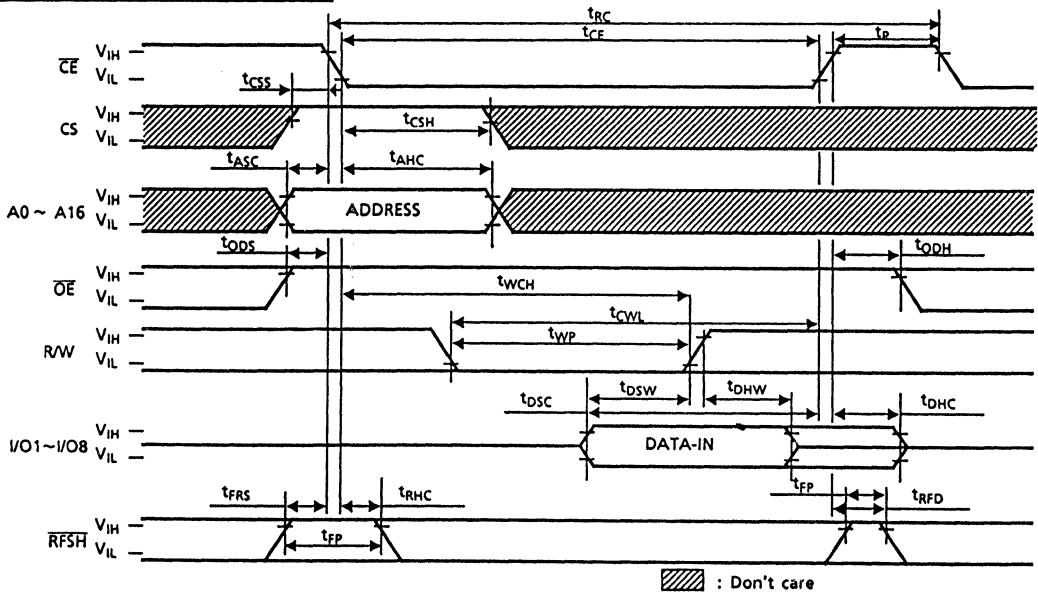 tRC
tCE
tP
CE
VIH
VIL
tCSS
CS
VIH
VIL
tCSH
tASC
tAHC
A0 ~ A16
VIH
VIL
ADDRESS
tODS
tODH
OE
VIH
VIL
tWCH
tCWL
R/W
VIH
VIL
tWP
tDSC
tDSW
tDHW
tDHC
I/O1~I/O8
VIH
VIL
DATA-IN
tFRS
tRHC
tFP
tRFD
RFSH
VIH
VIL
tFP
: Don't care